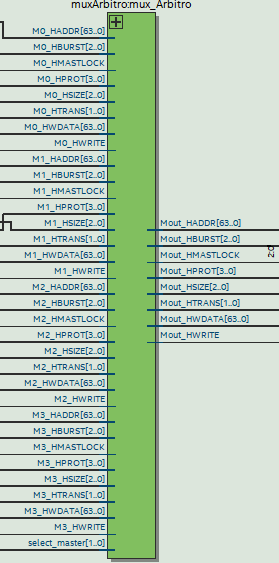 muxArbitro:mux_Arbitro
M0_HADDR[63..0]
M0_HBURST[2..0]
M0_HMASTLOCK
M0_HPROT[3..0]
M0_HSIZE[2..0]
M0_HTRANS[1..0]
M0_HWDATA[63..0]
M0_HWRITE
M1_HADDR[63..0]
M1_HBURST[2..0]
M1_HMASTLOCK
M1_HPROT[3..0]
M1_HSIZE[2..0]
M1_HTRANS[1..0]
M1_HWDATA[63..0]
M1_HWRITE
M2_HADDR[63..0]
M2_HBURST[2..0]
M2_HMASTLOCK
M2_HPROT[3..0]
M2_HSIZE[2..0]
M2_HTRANS[1..0]
M2_HWDATA[63..0]
M2_HWRITE
M3_HADDR[63..0]
M3_HBURST[2..0]
M3_HMASTLOCK
M3_HPROT[3..0]
M3_HSIZE[2..0]
M3_HTRANS[1..0]
M3_HWDATA[63..0]
M3_HWRITE
select_master[1..0]
Mout_HADDR[63..0]
Mout_HBURST[2..0]
Mout_HMASTLOCK
Mout_HPROT[3..0]
Mout_HSIZE[2..0]
Mout_HTRANS[1..0]
Mout_HWDATA[63..0]
Mout_HWRITE
2:0